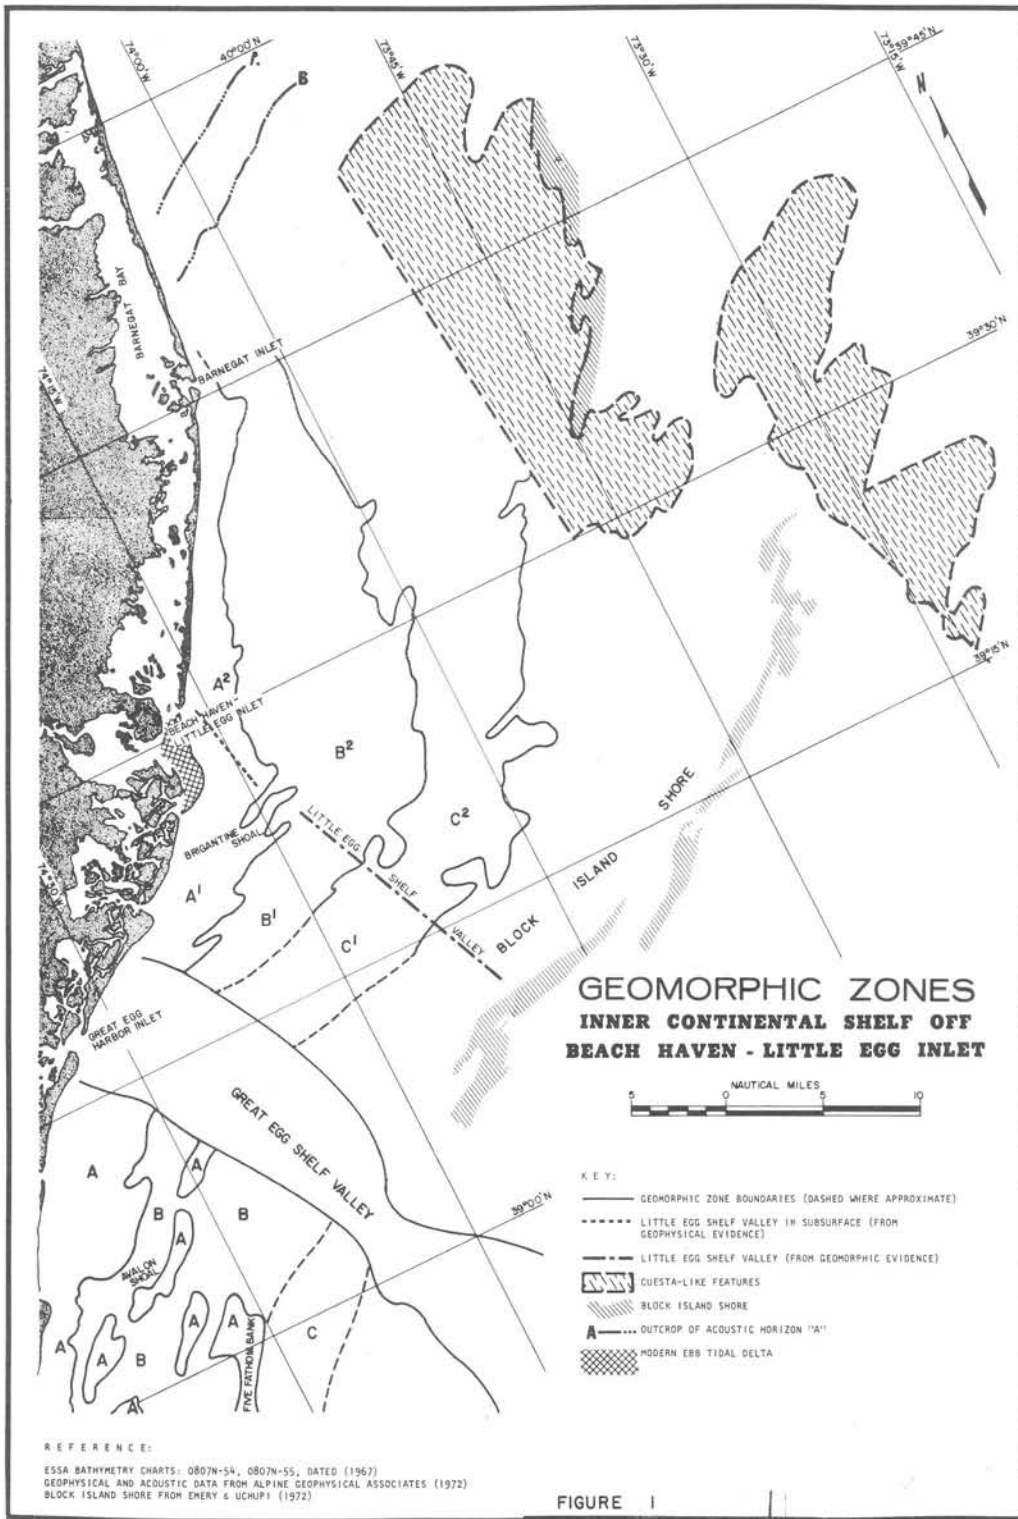 74°00'W
40°00'N
73°45'W
73°30'W
73°15'W
39°45'N
A
B
N
BARNEGAT BAY
BARNEGAT INLET
74°15'W
39°30'N
39°15'N
A2
BEACH HAVEN-
LITTLE EGG INLET
B2
C2
BRIGANTINE
SHOAL
LITTLE EGG SHELF VALLEY
BLOCK ISLAND SHORE
74°30'W
A1
B1
C1
GREAT EGG
HARBOR INLET
GREAT EGG SHELF VALLEY
39°00'N
A
A
B
B
A
AVALON
SHOAL
A
A
A
A
B
C
FIVE FATHOM BANK
A
GEOMORPHIC ZONES
INNER CONTINENTAL SHELF OFF
BEACH HAVEN - LITTLE EGG INLET
NAUTICAL MILES
5 0 5 10
KEY:
GEOMORPHIC ZONE BOUNDARIES (DASHED WHERE APPROXIMATE)
LITTLE EGG SHELF VALLEY IN SUBSURFACE (FROM
GEOPHYSICAL EVIDENCE)
LITTLE EGG SHELF VALLEY (FROM GEOMORPHIC EVIDENCE)
CUESTA-LIKE FEATURES
BLOCK ISLAND SHORE
A OUTCROP OF ACOUSTIC HORIZON "A"
MODERN EBB TIDAL DELTA
REFERENCE:
ESSA BATHYMETRY CHARTS: 0807N-54, 0807N-55, DATED (1967)
GEOPHYSICAL AND ACOUSTIC DATA FROM ALPINE GEOPHYSICAL ASSOCIATES (1972)
BLOCK ISLAND SHORE FROM EMERY & UCHUPI (1972)
FIGURE 1